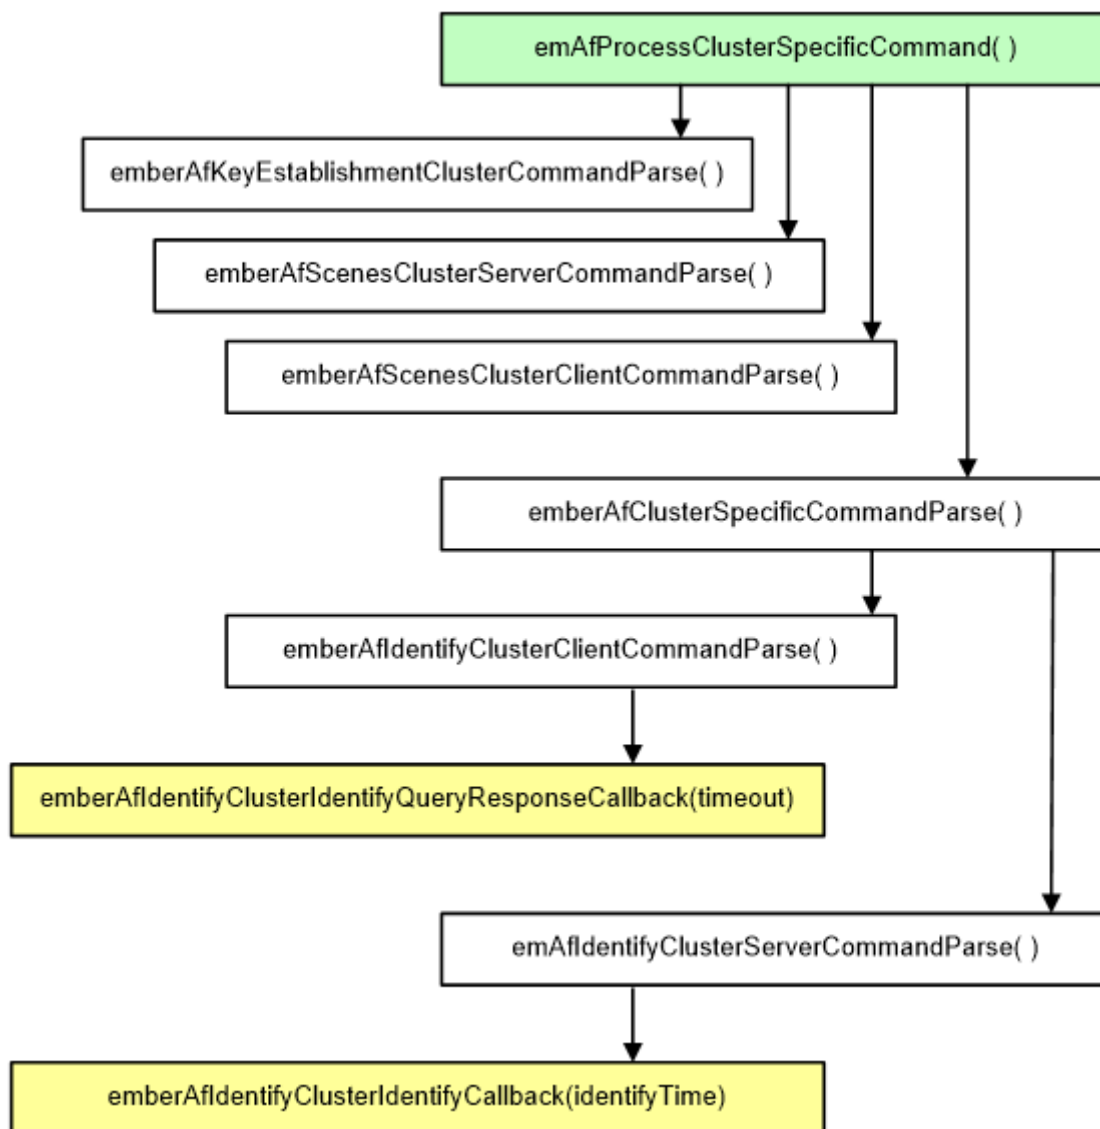 emAfProcessClusterSpecificCommand( )
emberAfKeyEstablishmentClusterCommandParse( )
emberAfScenesClusterServerCommandParse( )
emberAfScenesClusterClientCommandParse( )
emberAfClusterSpecificCommandParse( )
emberAfIdentifyClusterClientCommandParse( )
emberAfIdentifyClusterIdentifyQueryResponseCallback(timeout)
emAfIdentifyClusterServerCommandParse( )
emberAfIdentifyClusterIdentifyCallback(identifyTime)